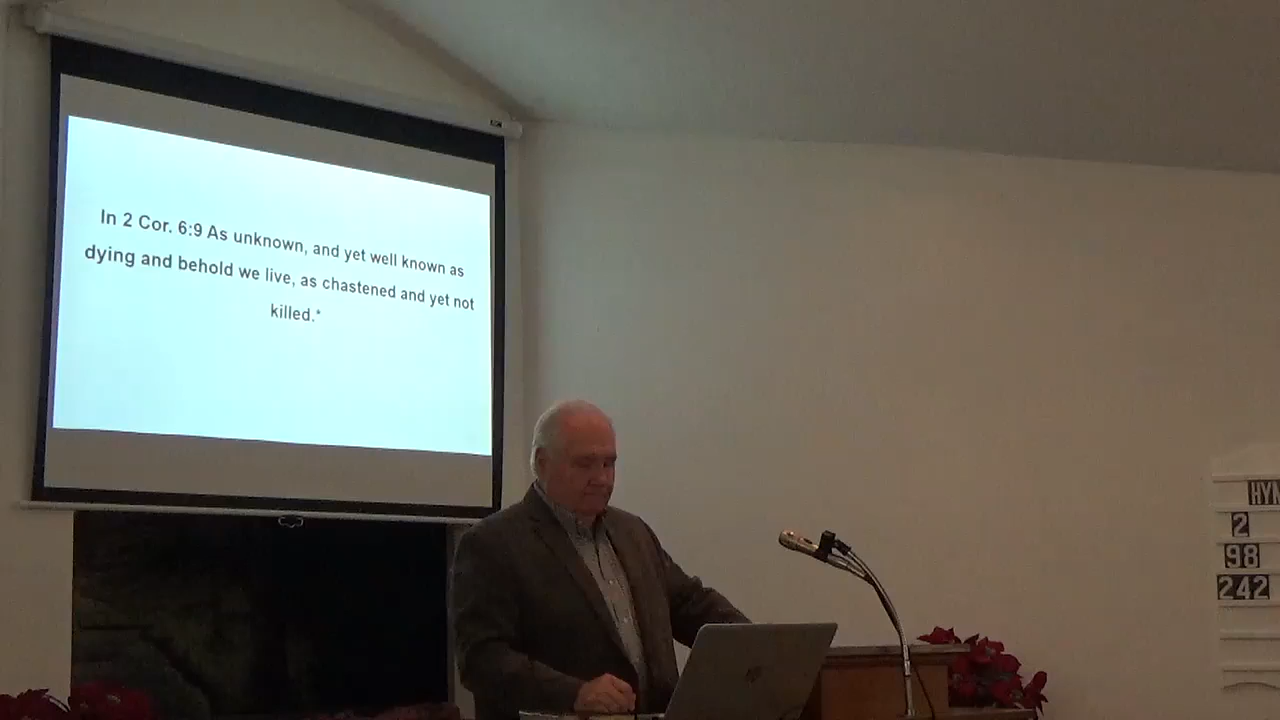 In 2 Cor. 6:9 As unknown, and yet well known as
dying and behold we live, as chastened and yet not
killed.*
2
98
242